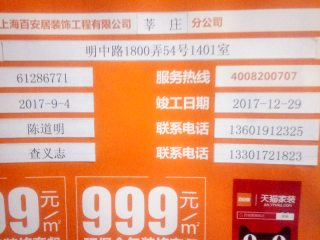 上海百安居装饰工程有限公司 莘 庄 分公司
明中路1800弄54号1401室
61286771 服务热线 4008200707
2017-9-4 竣工日期 2017-12-29
陈道明 联系电话 13601912325
查义志 联系电话 13301721823
99元/㎡ 999元/㎡ 天猫家装